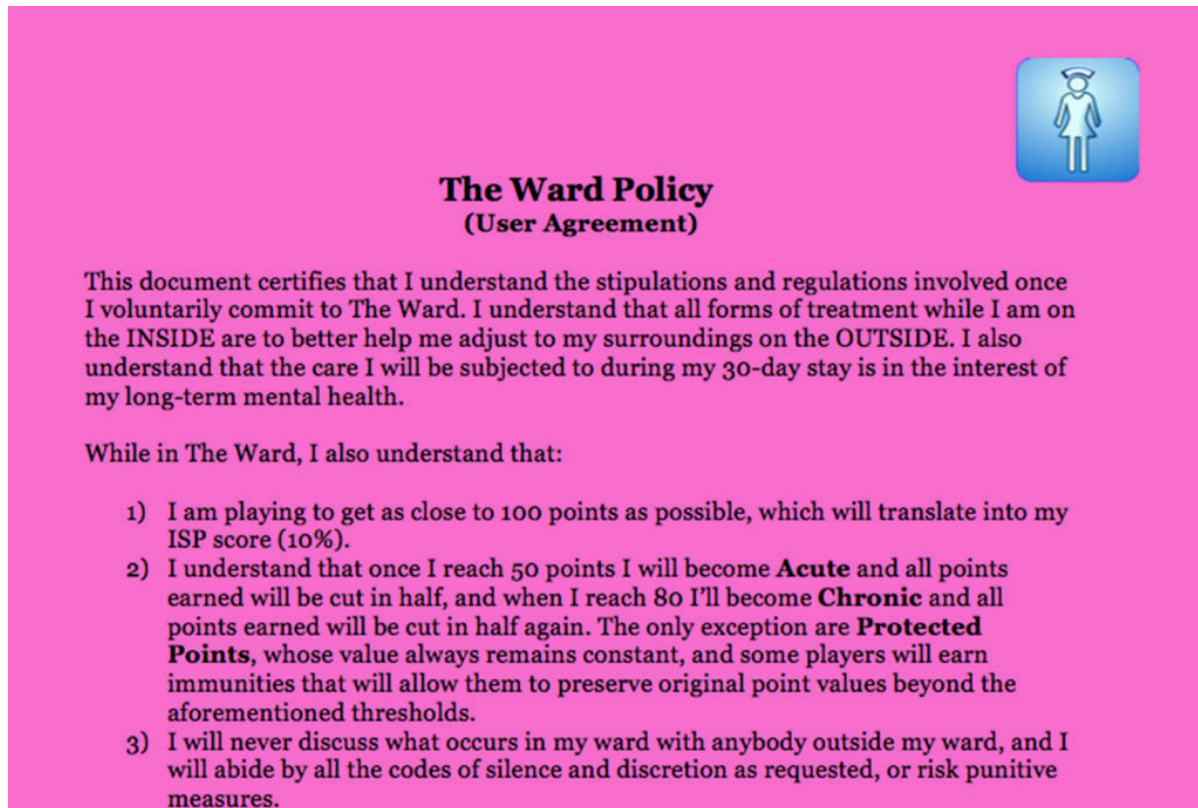 The Ward Policy
(User Agreement)
This document certifies that I understand the stipulations and regulations involved once
I voluntarily commit to The Ward. I understand that all forms of treatment while I am on
the INSIDE are to better help me adjust to my surroundings on the OUTSIDE. I also
understand that the care I will be subjected to during my 30-day stay is in the interest of
my long-term mental health.
While in The Ward, I also understand that:
1) I am playing to get as close to 100 points as possible, which will translate into my
ISP score (10%).
2) I understand that once I reach 50 points I will become Acute and all points
earned will be cut in half, and when I reach 80 I’ll become Chronic and all
points earned will be cut in half again. The only exception are Protected
Points, whose value always remains constant, and some players will earn
immunities that will allow them to preserve original point values beyond the
aforementioned thresholds.
3) I will never discuss what occurs in my ward with anybody outside my ward, and I
will abide by all the codes of silence and discretion as requested, or risk punitive
measures.